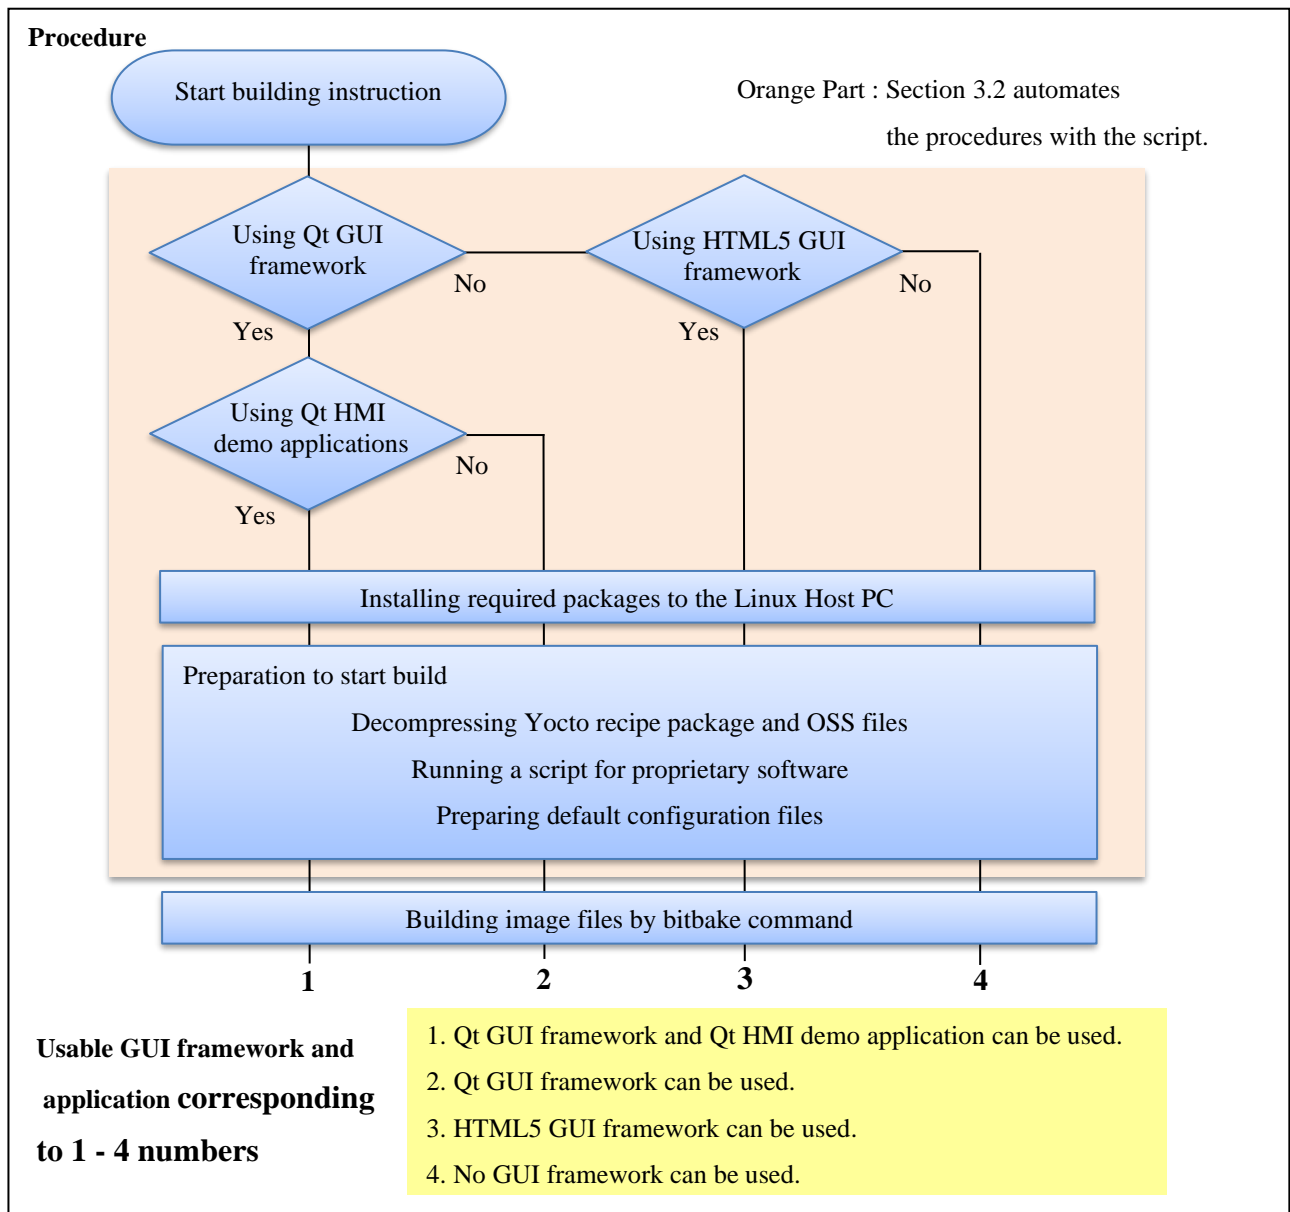 Procedure
Start building instruction
Orange Part : Section 3.2 automates
the procedures with the script.
Using Qt GUI
framework
No
Yes
Using HTML5 GUI
framework
No
Yes
Using Qt HMI
demo applications
No
Yes
Installing required packages to the Linux Host PC
Preparation to start build
Decompressing Yocto recipe package and OSS files
Running a script for proprietary software
Preparing default configuration files
Building image files by bitbake command
1 2 3 4
Usable GUI framework and
application corresponding
to 1 - 4 numbers
1. Qt GUI framework and Qt HMI demo application can be used.
2. Qt GUI framework can be used.
3. HTML5 GUI framework can be used.
4. No GUI framework can be used.